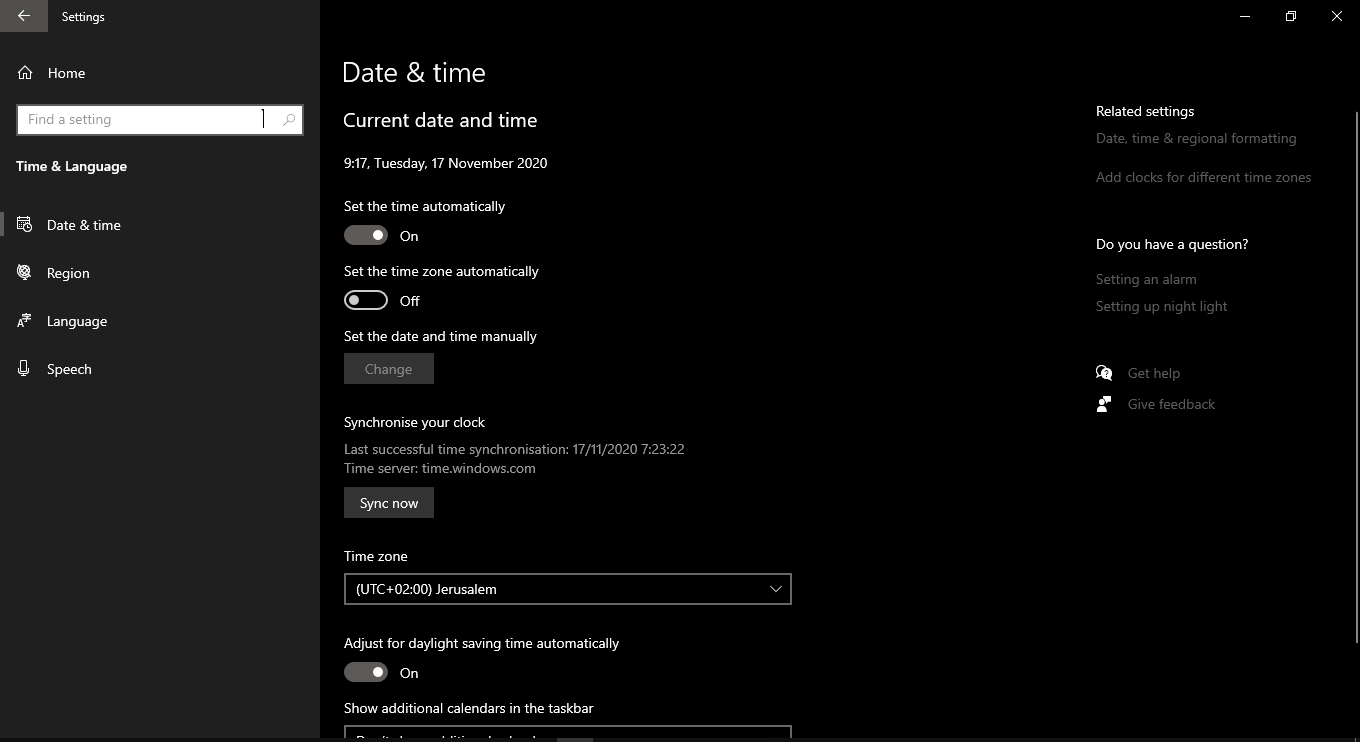 Settings
Home
Find a setting
Time & Language
Date & time
Region
Language
Speech
Date & time
Current date and time
9:17, Tuesday, 17 November 2020
Set the time automatically
On
Set the time zone automatically
Off
Set the date and time manually
Change
Synchronise your clock
Last successful time synchronisation: 17/11/2020 7:23:22
Time server: time.windows.com
Sync now
Time zone
(UTC+02:00) Jerusalem
Adjust for daylight saving time automatically
On
Show additional calendars in the taskbar
Related settings
Date, time & regional formatting
Add clocks for different time zones
Do you have a question?
Setting an alarm
Setting up night light
Get help
Give feedback